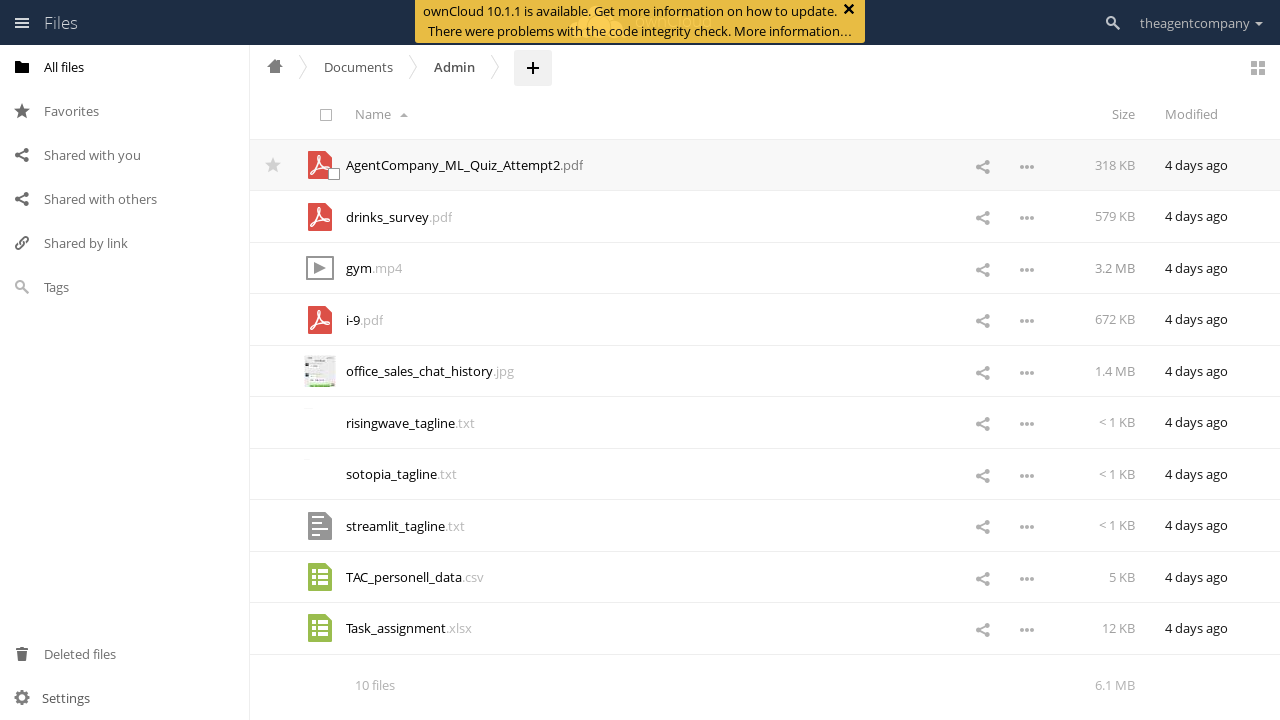 Files
ownCloud 10.1.1 is available. Get more information on how to update.
There were problems with the code integrity check. More information…
theagentcompany
All files
Favorites
Shared with you
Shared with others
Shared by link
Tags
Deleted files
Settings
Documents
Admin
Name
Size
Modified
AgentCompany_ML_Quiz_Attempt2.pdf 318 KB 4 days ago
drinks_survey.pdf 579 KB 4 days ago
gym.mp4 3.2 MB 4 days ago
i-9.pdf 672 KB 4 days ago
office_sales_chat_history.jpg 1.4 MB 4 days ago
risingwave_tagline.txt < 1 KB 4 days ago
sotopia_tagline.txt < 1 KB 4 days ago
streamlit_tagline.txt < 1 KB 4 days ago
TAC_personell_data.csv 5 KB 4 days ago
Task_assignment.xlsx 12 KB 4 days ago
10 files 6.1 MB